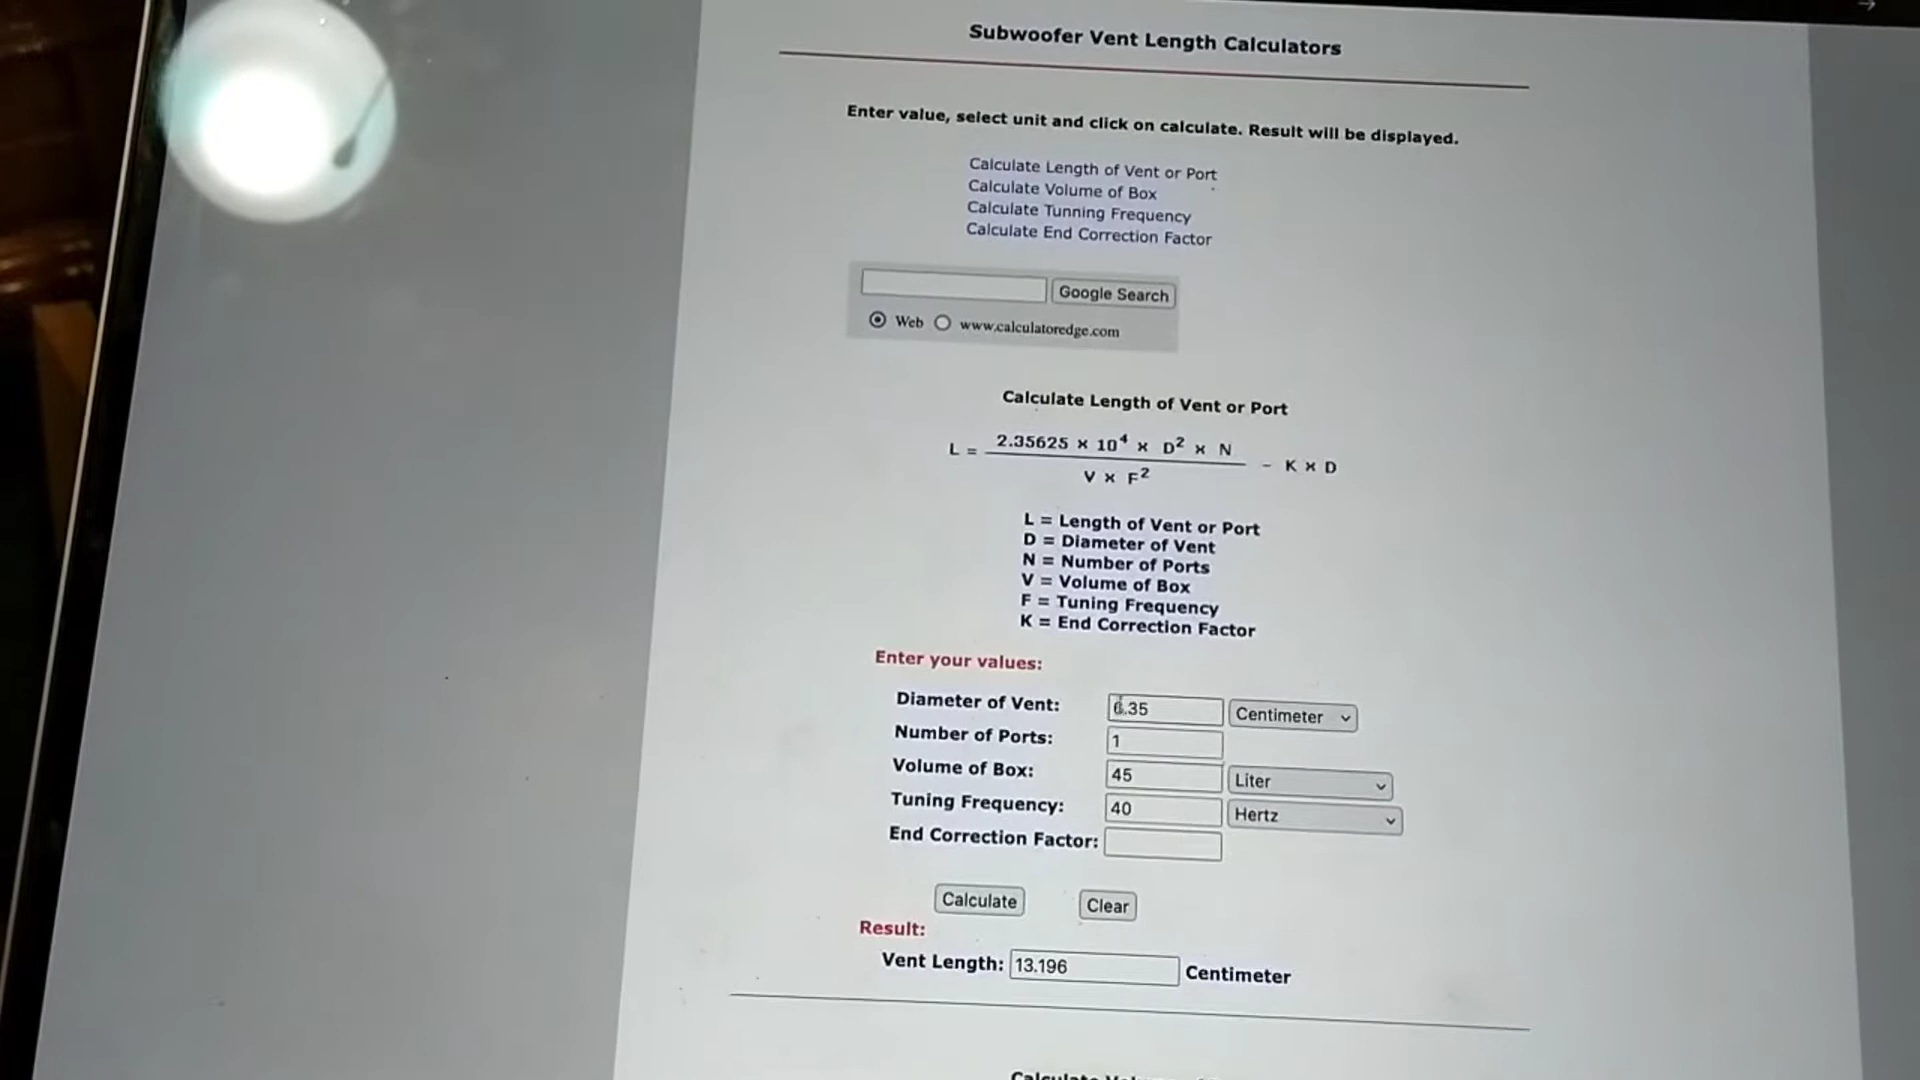 Subwoofer Vent Length Calculators
Enter value, select unit and click on calculate. Result will be displayed.
Calculate Length of Vent or Port
Calculate Volume of Box
Calculate Tunning Frequency
Calculate End Correction Factor
Google Search
Web www.calculatoredge.com
Calculate Length of Vent or Port
L = 2.35625 × 10⁴ × D² × N
V × F²
- K × D
L = Length of Vent or Port
D = Diameter of Vent
N = Number of Ports
V = Volume of Box
F = Tuning Frequency
K = End Correction Factor
Enter your values:
Diameter of Vent: 6.35 Centimeter
Number of Ports: 1
Volume of Box: 45 Liter
Tuning Frequency: 40 Hertz
End Correction Factor:
Calculate Clear
Result:
Vent Length: 13.196 Centimeter